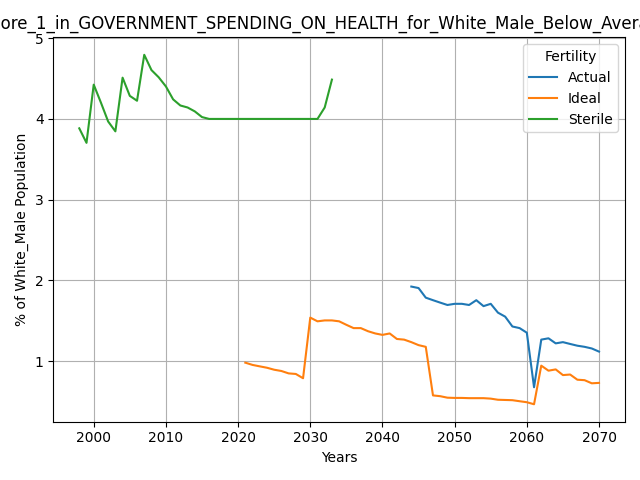 ore_1_in_GOVERNMENT_SPENDING_ON_HEALTH_for_White_Male_Below_Avera
5
4
3
2
1
% of White_Male Population
Fertility
Actual
Ideal
Sterile
2000 2010 2020 2030 2040 2050 2060 2070
Years